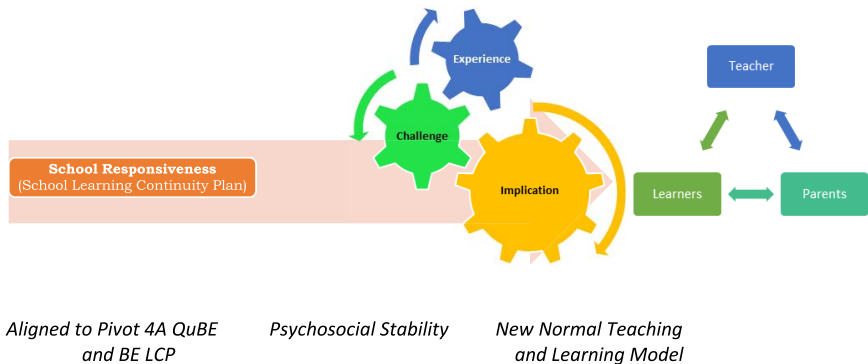 Experience
Teacher
Challenge
School Responsiveness
(School Learning Continuity Plan)
Implication
Learners
Parents
Aligned to Pivot 4A QuBE
and BE LCP
Psychosocial Stability
New Normal Teaching
and Learning Model